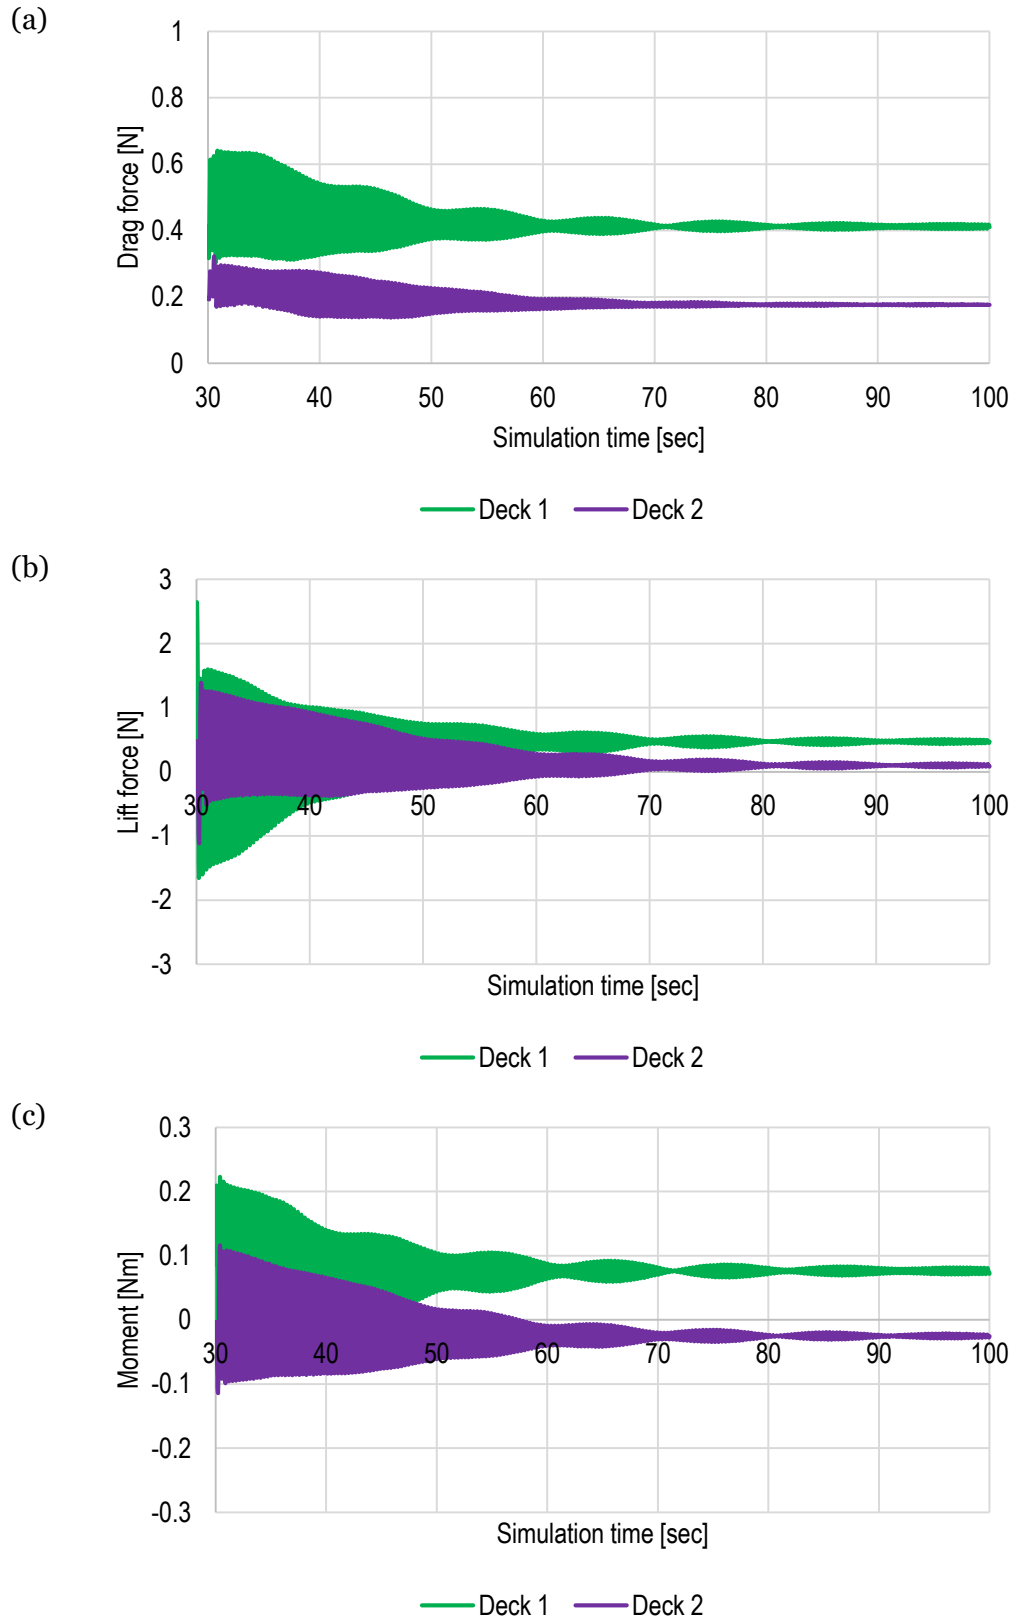 (a)
Drag force [N]
1
0.8
0.6
0.4
0.2
0
30 40 50 60 70 80 90 100
Simulation time [sec]
Deck 1 Deck 2
(b)
Lift force [N]
3
2
1
0
30 40 50 60 70 80 90 100
-1
-2
-3
Simulation time [sec]
Deck 1 Deck 2
(c)
Moment [Nm]
0.3
0.2
0.1
0
30 40 50 60 70 80 90 100
-0.1
-0.2
-0.3
Simulation time [sec]
Deck 1 Deck 2